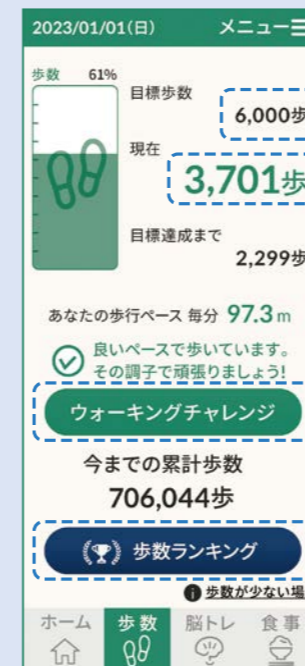 2023/01/01(日) メニュー
歩数 61%
目標歩数
6,000歩
現在
3,701歩
目標達成まで
2,299歩
あなたの歩行ペース 毎分 97.3 m
良いペースで歩いています。
その調子で頑張りましょう!
ウォーキングチャレンジ
今までの累計歩数
706,044歩
歩数ランキング
歩数が少ない場
ホーム 歩数 脳トレ 食事